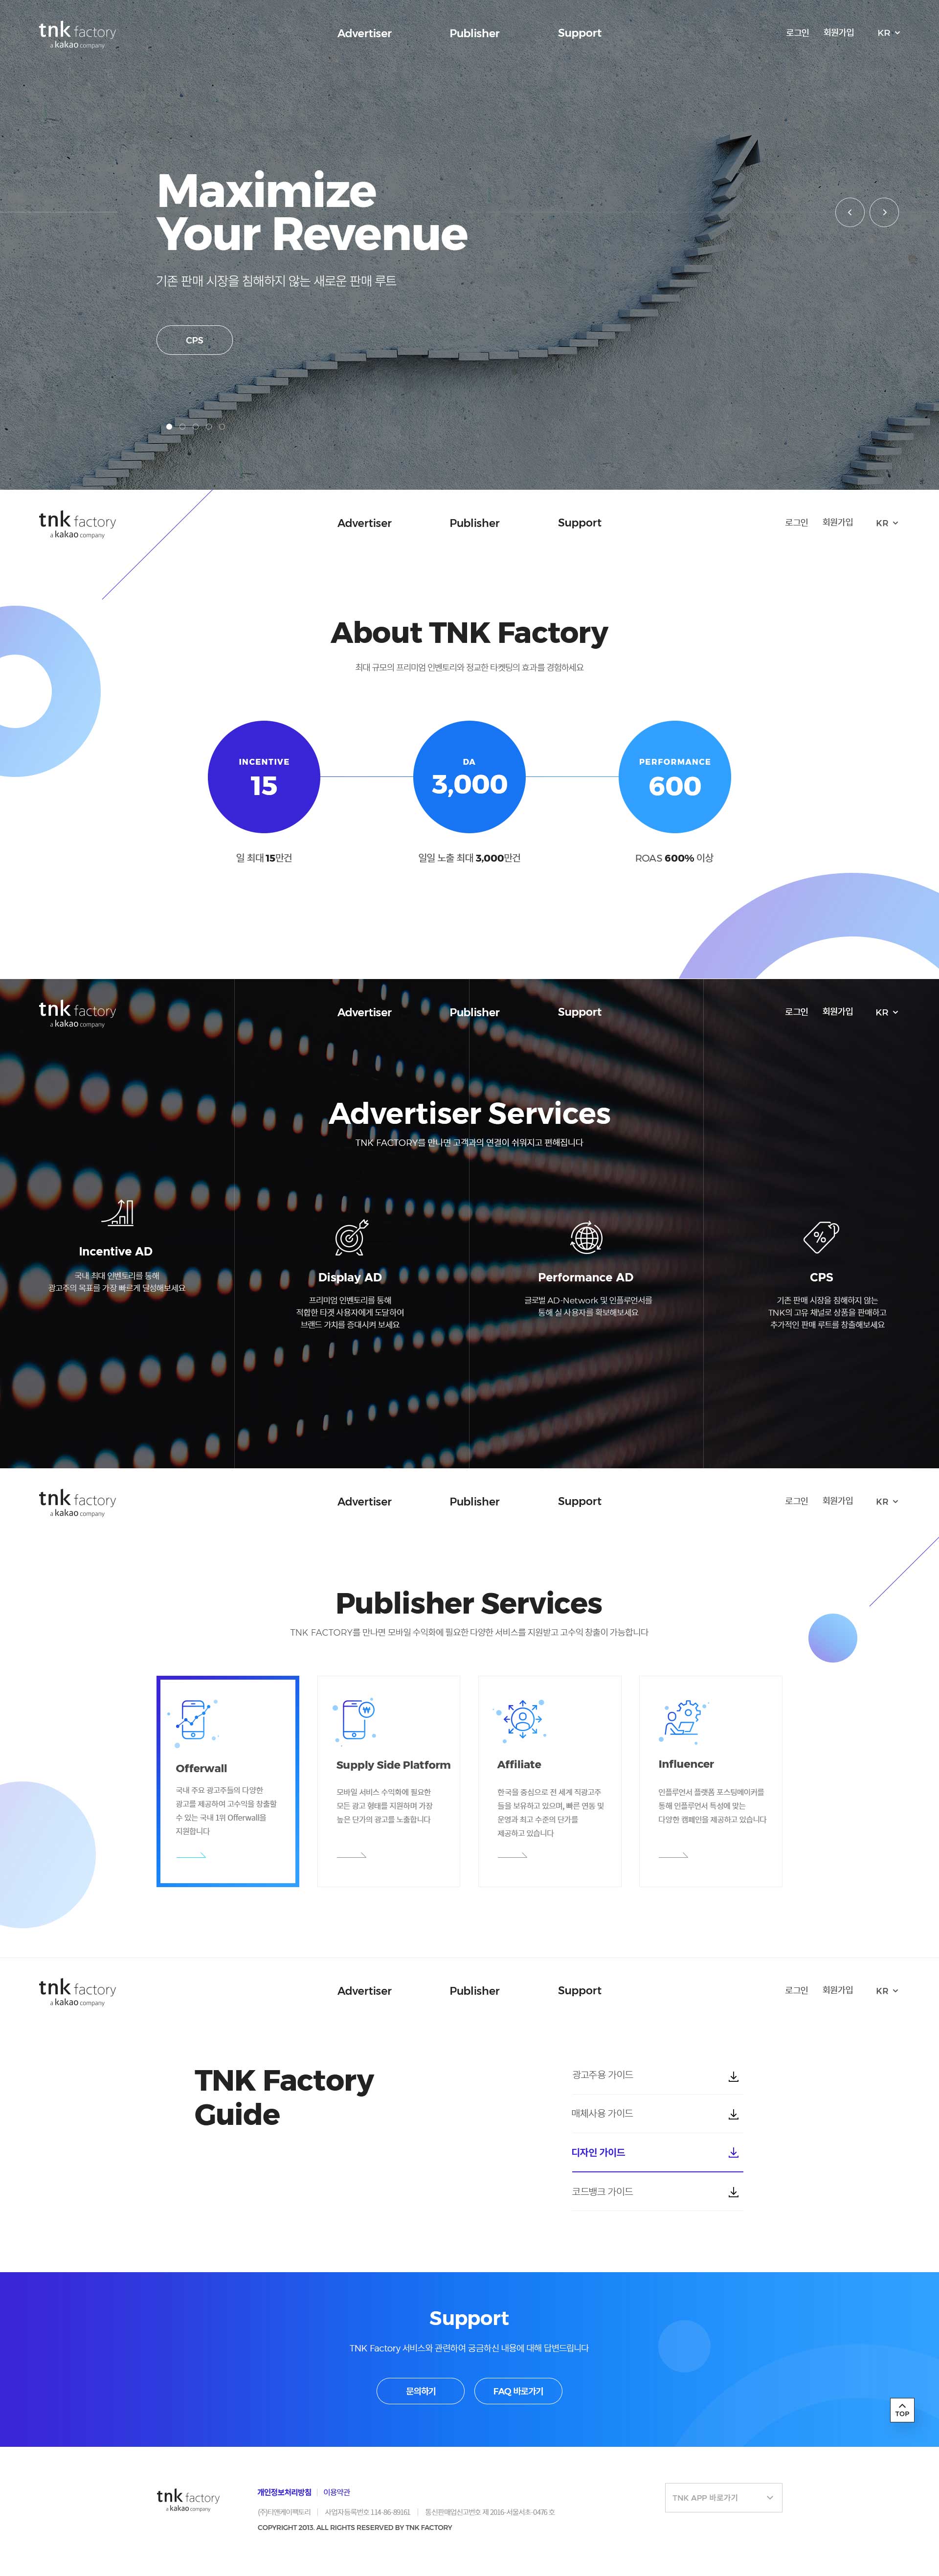 tnk factory
a kakao company
Advertiser
Publisher
Support
로그인
회원가입
KR
Maximize
Your Revenue
기존 판매 시장을 침해하지 않는 새로운 판매 루트
CPS
tnk factory
a kakao company
Advertiser
Publisher
Support
로그인
회원가입
KR
About TNK Factory
최대 규모의 프리미엄 인벤토리와 정교한 타켓팅의 효과를 경험하세요
INCENTIVE
15
일 최대 15만건
DA
3,000
일일 노출 최대 3,000만건
PERFORMANCE
600
ROAS 600% 이상
tnk factory
a kakao company
Advertiser
Publisher
Support
로그인
회원가입
KR
Advertiser Services
TNK FACTORY를 만나면 고객과의 연결이 쉬워지고 편해집니다
Incentive AD
국내 최대 인벤토리를 통해
광고주의 목표를 가장 빠르게 달성해보세요
Display AD
프리미엄 인벤토리를 통해
적합한 타겟 사용자에게 도달하여
브랜드 가치를 증대시켜 보세요
Performance AD
글로벌 AD-Network 및 인플루언서를
통해 실 사용자를 확보해보세요
CPS
기존 판매 시장을 침해하지 않는
TNK의 고유 채널로 상품을 판매하고
추가적인 판매 루트를 창출해보세요
tnk factory
a kakao company
Advertiser
Publisher
Support
로그인
회원가입
KR
Publisher Services
TNK FACTORY를 만나면 모바일 수익화에 필요한 다양한 서비스를 지원받고 고수익 창출이 가능합니다
Offerwall
국내 주요 광고주들의 다양한
광고를 제공하여 고수익을 창출할
수 있는 국내 1위 Offerwall을
지원합니다
Supply Side Platform
모바일 서비스 수익화에 필요한
모든 광고 형태를 지원하며 가장
높은 단가의 광고를 노출합니다
Affiliate
한국을 중심으로 전 세계 직광고주
들을 보유하고 있으며, 빠른 연동 및
운영과 최고 수준의 단가를
제공하고 있습니다
Influencer
인플루언서 플랫폼 포스팅메이커를
통해 인플루언서 특성에 맞는
다양한 캠페인을 제공하고 있습니다
tnk factory
a kakao company
Advertiser
Publisher
Support
로그인
회원가입
KR
TNK Factory
Guide
광고주용 가이드
매체사용 가이드
디자인 가이드
코드뱅크 가이드
Support
TNK Factory 서비스와 관련하여 궁금하신 내용에 대해 답변드립니다
문의하기
FAQ 바로가기
TOP
tnk factory
a kakao company
개인정보처리방침
이용약관
(주)티엔케이팩토리 | 사업자등록번호 114-86-89161 | 통신판매업신고번호 제 2016-서울서초-0476 호
COPYRIGHT 2013. ALL RIGHTS RESERVED BY TNK FACTORY
TNK APP 바로가기